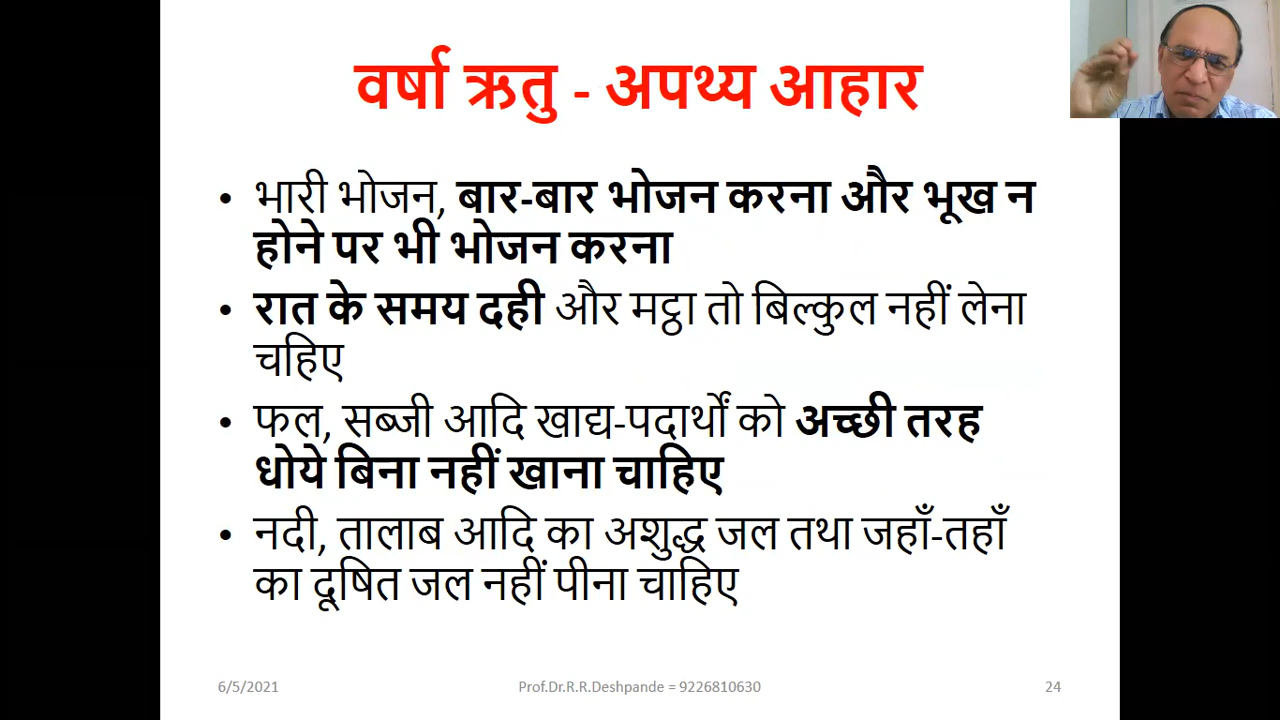 वर्षा ऋतु - अपथ्य आहार
• भारी भोजन, बार-बार भोजन करना और भूख न
होने पर भी भोजन करना
• रात के समय दही और मट्ठा तो बिल्कुल नहीं लेना
चहिए
• फल, सब्जी आदि खाद्य-पदार्थों को अच्छी तरह
धोये बिना नहीं खाना चाहिए
• नदी, तालाब आदि का अशुद्ध जल तथा जहाँ-तहाँ
का दूषित जल नहीं पीना चाहिए
6/5/2021 Prof.Dr.R.R.Deshpande = 9226810630 24